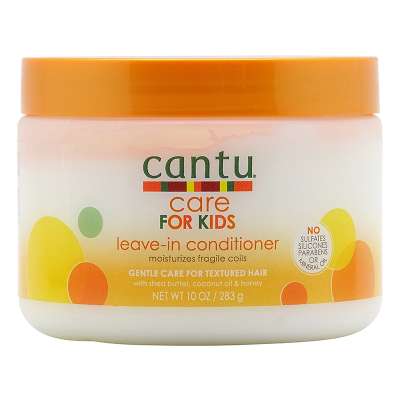 cantu.
care
FOR KIDS
leave-in conditioner
moisturizes fragile coils
GENTLE CARE FOR TEXTURED HAIR
with shea butter, coconut oil & honey
NET WT 10 OZ / 283 g
NO
SULFATES
SILICONES
PARABENS
OR
MINERAL OIL